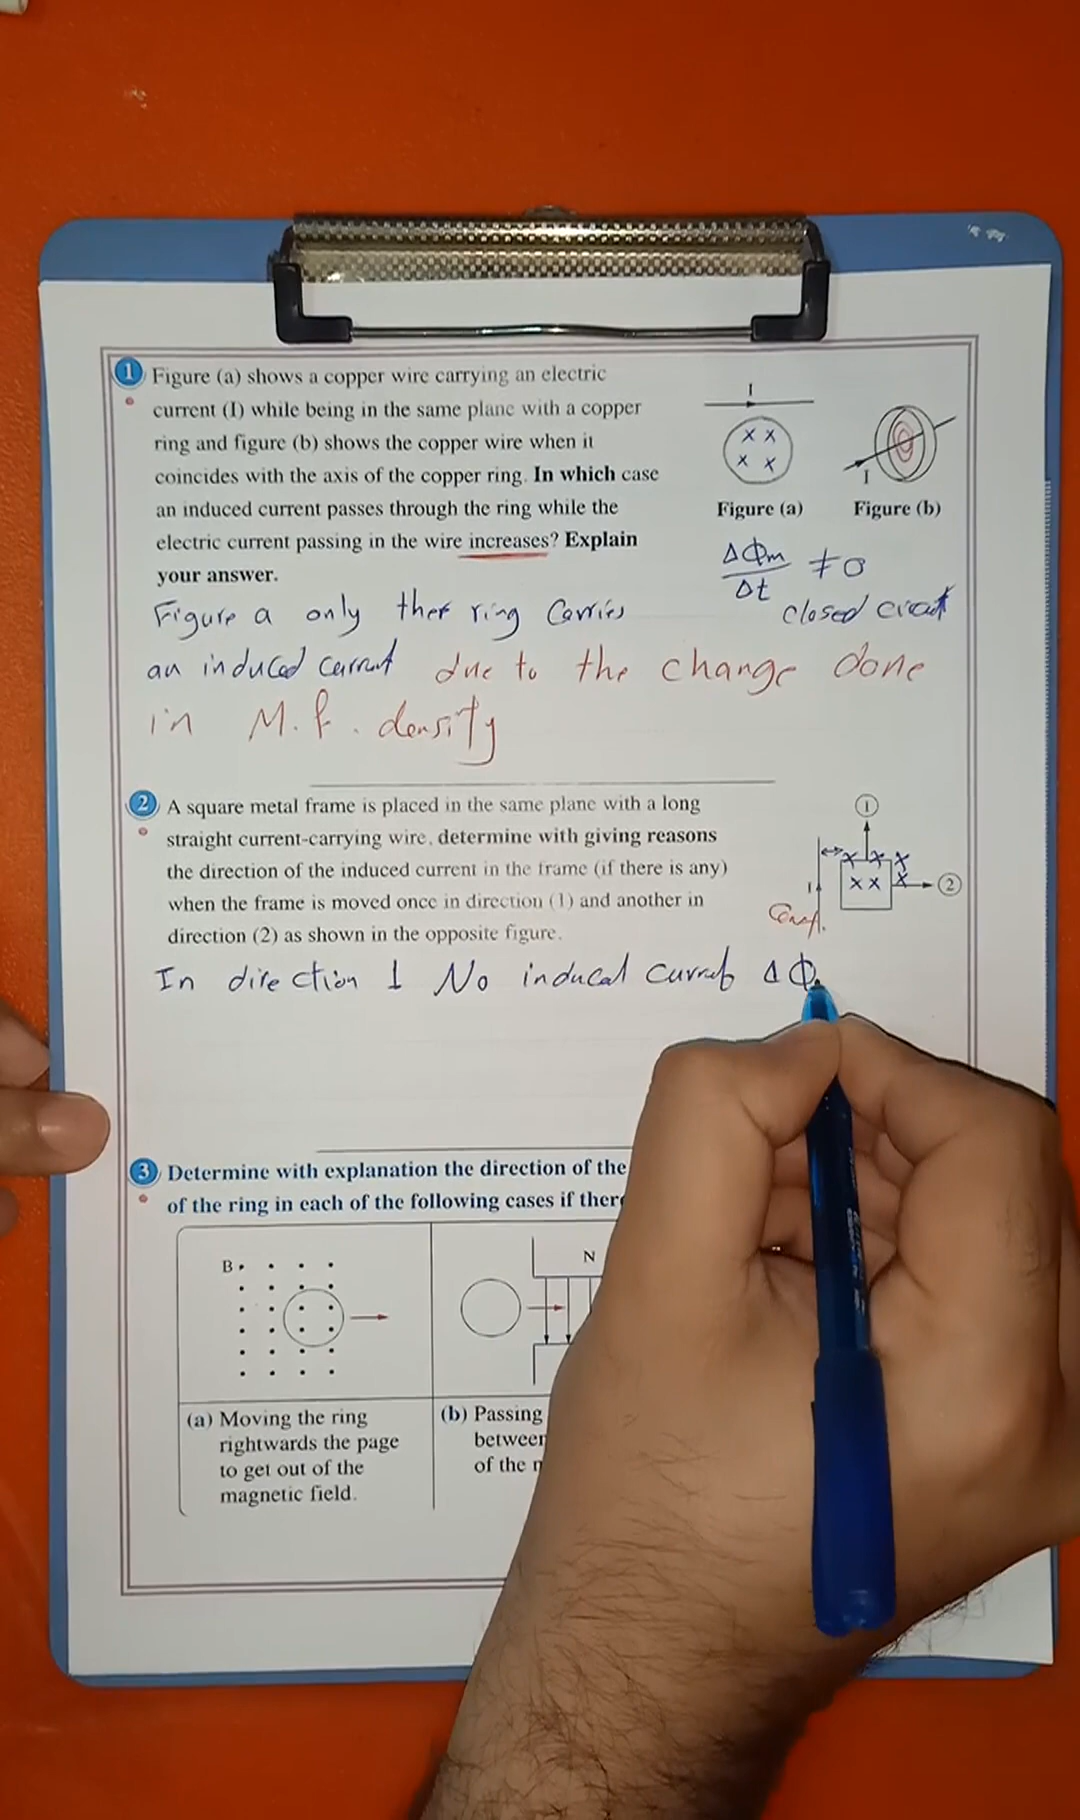 1 Figure (a) shows a copper wire carrying an electric
current (I) while being in the same plane with a copper
ring and figure (b) shows the copper wire when it
coincides with the axis of the copper ring. In which case
an induced current passes through the ring while the
electric current passing in the wire increases? Explain
your answer.
I
x x
x x
Figure (a)
I
Figure (b)
ΔΦm
Δt
≠ 0
closed
Figure a only ring Carries
an induced due to the change done
in M.f. density
2 A square metal frame is placed in the same plane with a long
straight current-carrying wire, determine with giving reasons
the direction of the induced current in the frame (if there is any)
when the frame is moved once in direction (1) and another in
direction (2) as shown in the opposite figure.
1
x x x
x x x
I
2
In direction 1 No ΔΦ
3 Determine with explanation the direction of the
of the ring in each of the following cases if
B
N
(a) Moving the ring
rightwards the page
to get out of the
magnetic field.
(b) Passing
between
of the